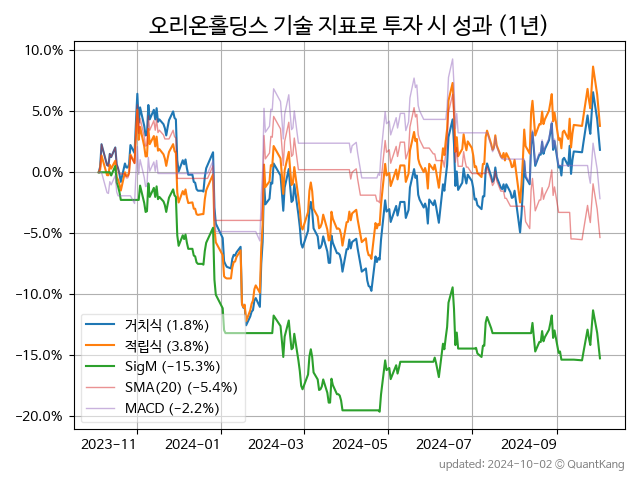 오리온홀딩스 기술 지표로 투자 시 성과 (1년)
10.0%
5.0%
0.0%
−5.0%
−10.0%
−15.0%
−20.0%
거치식 (1.8%)
적립식 (3.8%)
SigM (−15.3%)
SMA(20) (−5.4%)
MACD (−2.2%)
2023-11 2024-01 2024-03 2024-05 2024-07 2024-09
updated: 2024-10-02 © QuantKang